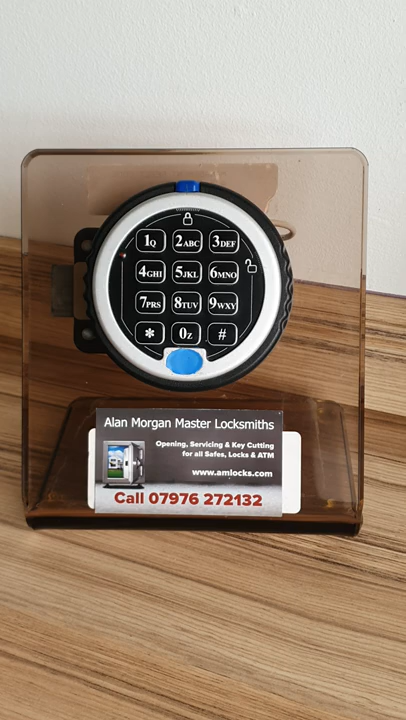 1Q 2ABC 3DEF
4GHI 5JKL 6MNO
7PRS 8TUV 9WXY
* 0Z #
Alan Morgan Master Locksmiths
Opening, Servicing & Key Cutting
for all Safes, Locks & ATM
www.amlocks.com
Call 07976 272132